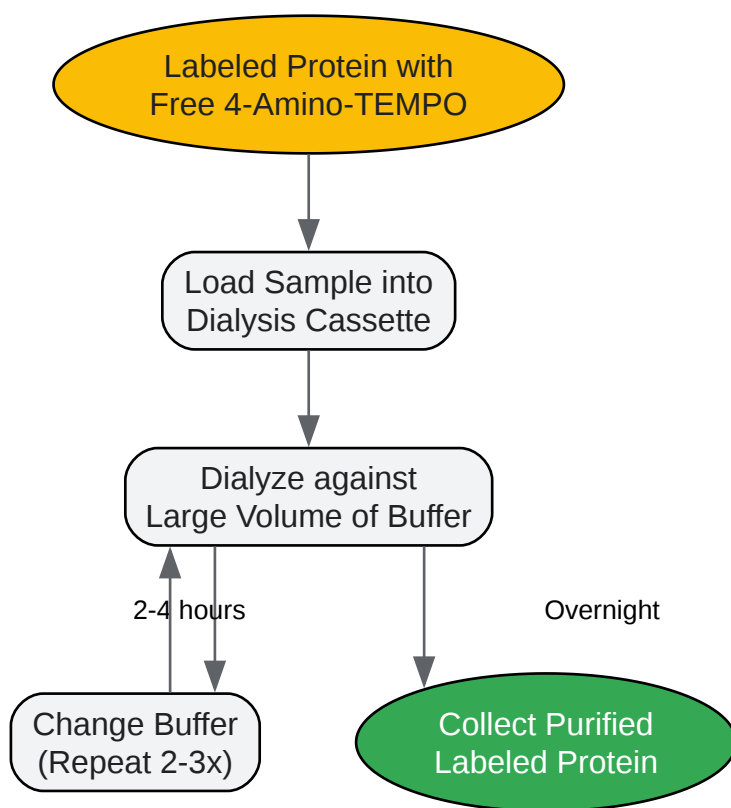 Labeled Protein with
Free 4-Amino-TEMPO
Load Sample into
Dialysis Cassette
Dialyze against
Large Volume of Buffer
2-4 hours
Overnight
Change Buffer
(Repeat 2-3x)
Collect Purified
Labeled Protein